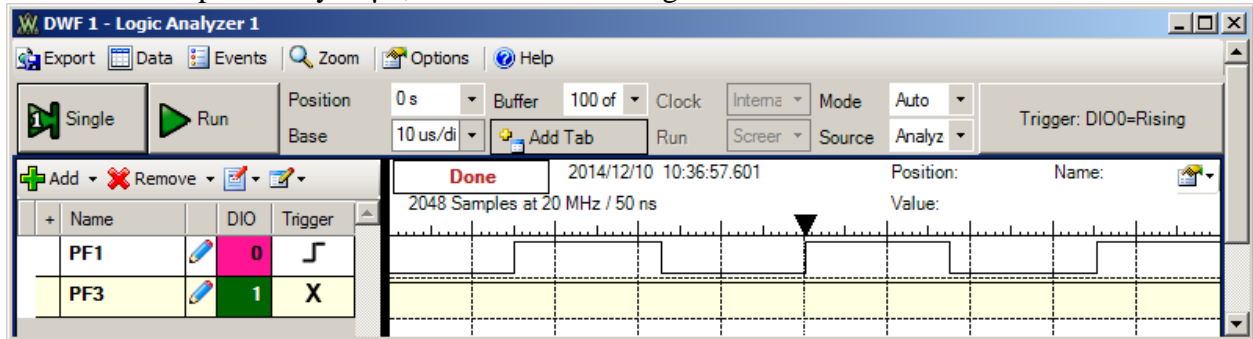 DWF 1 - Logic Analyzer 1
Export Data Events Zoom Options Help
Single Run Position 0 s Buffer 100 of Clock Interna Mode Auto Trigger: DIO0=Rising
Base 10 us/di Add Tab Run Screer Source Analyz
Add Remove Done 2014/12/10 10:36:57.601 Position: Name:
2048 Samples at 20 MHz / 50 ns Value:
+ Name DIO Trigger
PF1 0
PF3 1 X